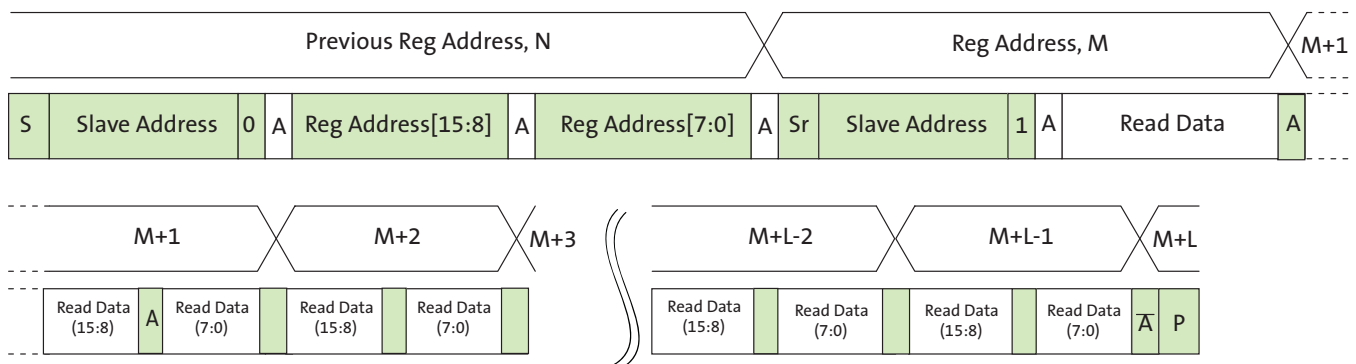 Previous Reg Address, N Reg Address, M M+1
S Slave Address 0 A Reg Address[15:8] A Reg Address[7:0] A Sr Slave Address 1 A Read Data A
M+1 M+2 M+3 M+L-2 M+L-1 M+L
Read Data (15:8) A Read Data (7:0) Read Data (15:8) Read Data (7:0) Read Data (15:8) Read Data (7:0) Read Data (15:8) Read Data (7:0) A̅ P